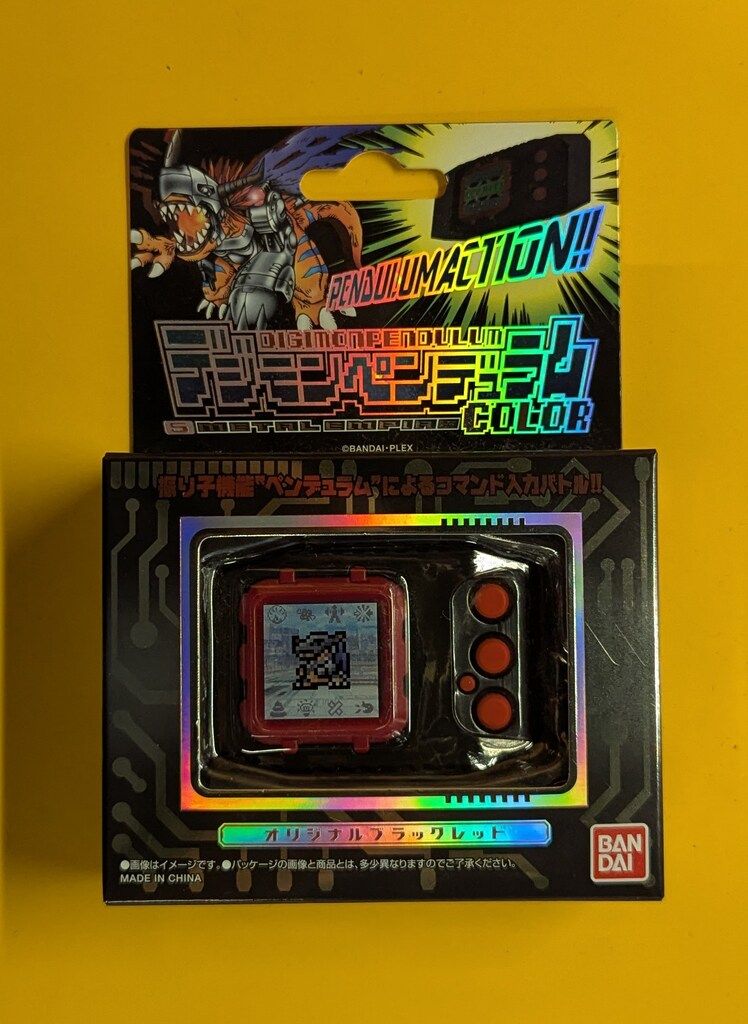 PENDULUMACTION!!
DIGIMONPENDULUM
デジモンペンデュラム
5 METAL EMPIRE COLOR
©BANDAI・PLEX
振り子機能"ペンデュラム"によるコマンド入力バトル!!
オリジナルブラックレッド
●画像はイメージです。●パッケージの画像と商品とは、多少異なりますのでご了承ください。
MADE IN CHINA
BAN
DAI